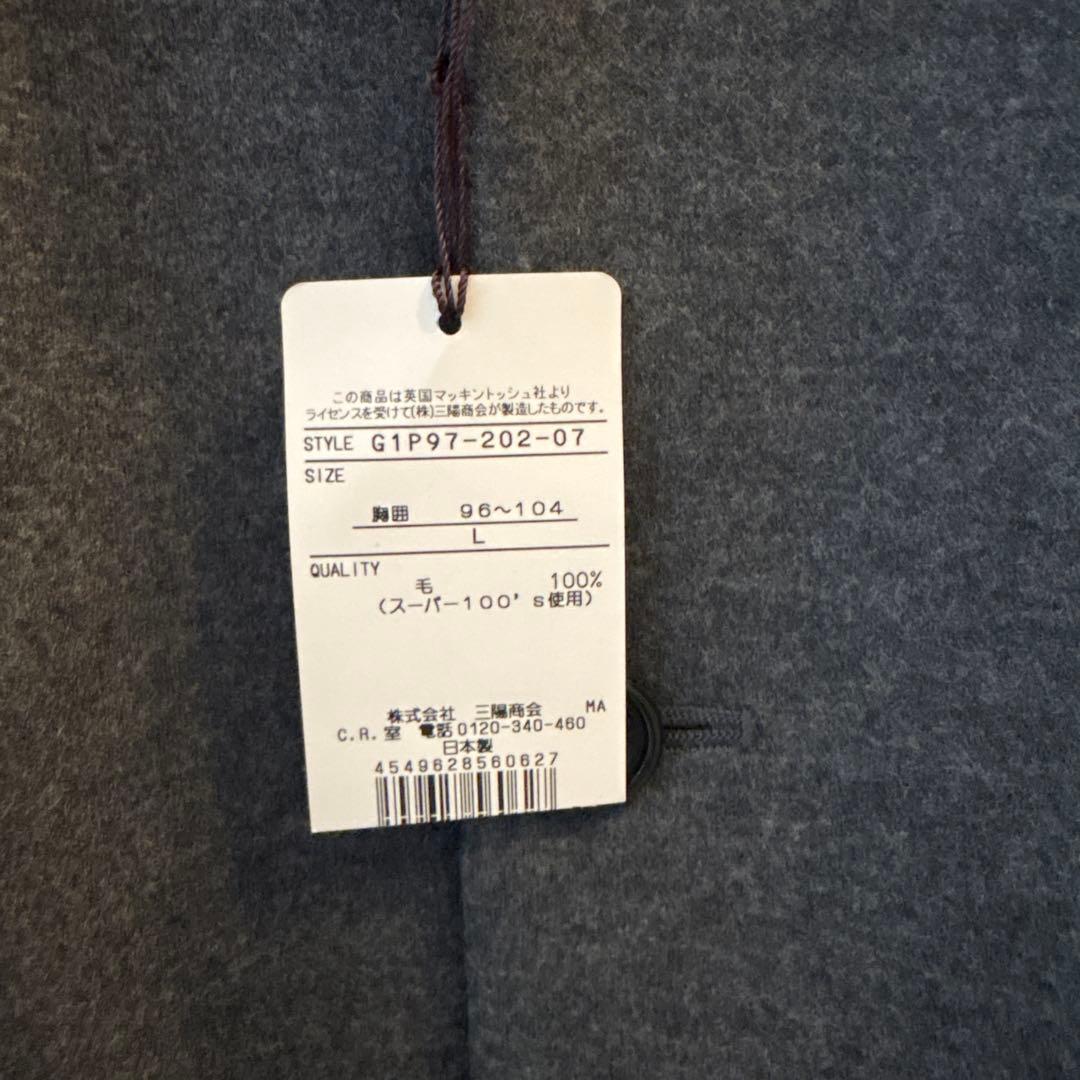 この商品は英国マッキントッシュ社より
ライセンスを受けて(株)三陽商会が製造したものです。
STYLE G1P97-202-07
SIZE
胸囲 96〜104
L
QUALITY
毛 100%
(スーパー100's使用)
株式会社 三陽商会 MA
C.R.室 電話0120-340-460
日本製
4549628560627